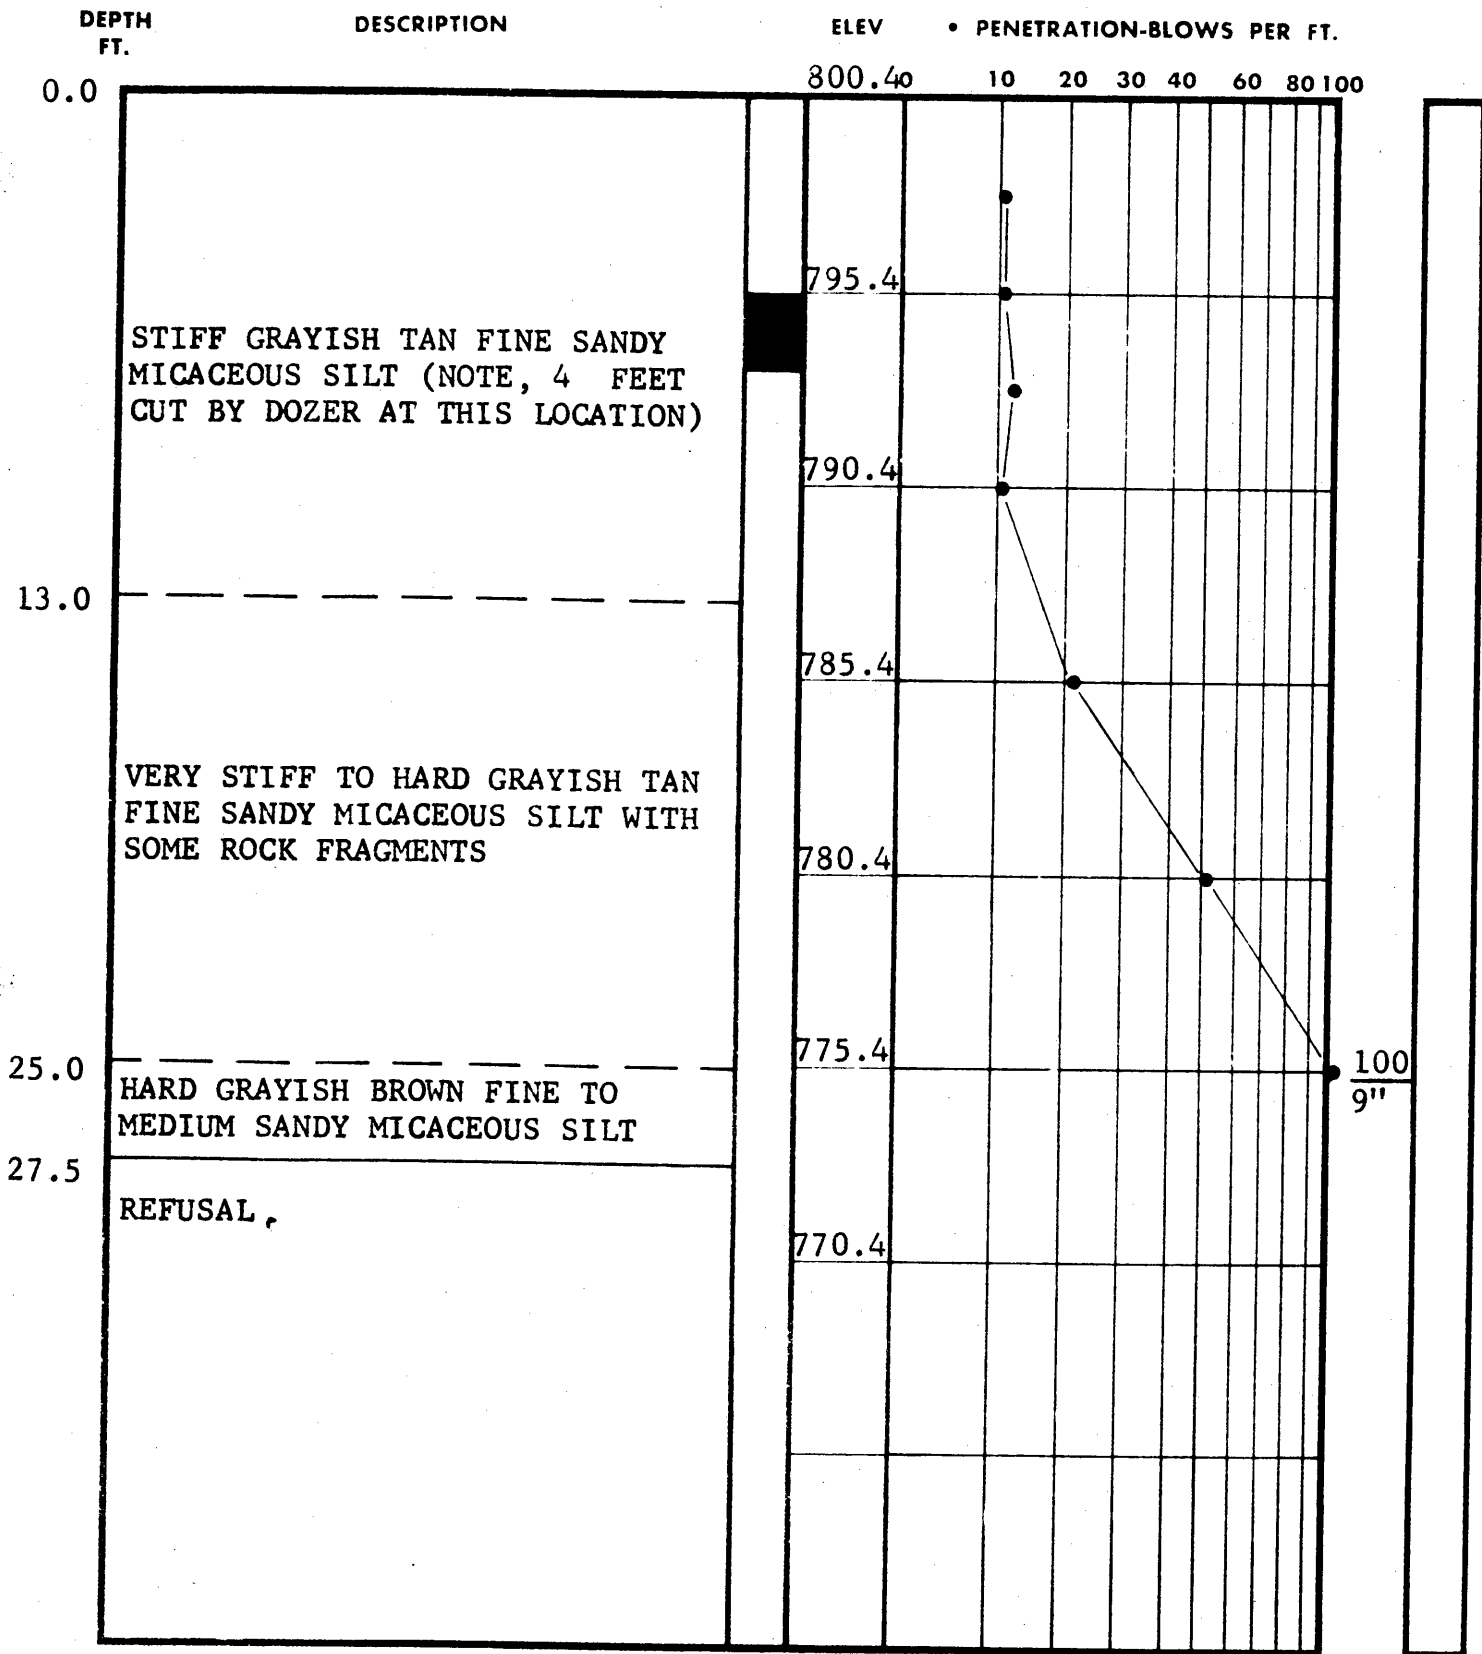 DEPTH FT. DESCRIPTION ELEV • PENETRATION-BLOWS PER FT.
0.0 800.4 0 10 20 30 40 60 80 100
795.4
STIFF GRAYISH TAN FINE SANDY
MICACEOUS SILT (NOTE, 4 FEET
CUT BY DOZER AT THIS LOCATION)
790.4
13.0
785.4
VERY STIFF TO HARD GRAYISH TAN
FINE SANDY MICACEOUS SILT WITH
SOME ROCK FRAGMENTS
780.4
25.0
775.4
100
9"
HARD GRAYISH BROWN FINE TO
MEDIUM SANDY MICACEOUS SILT
27.5
REFUSAL
770.4